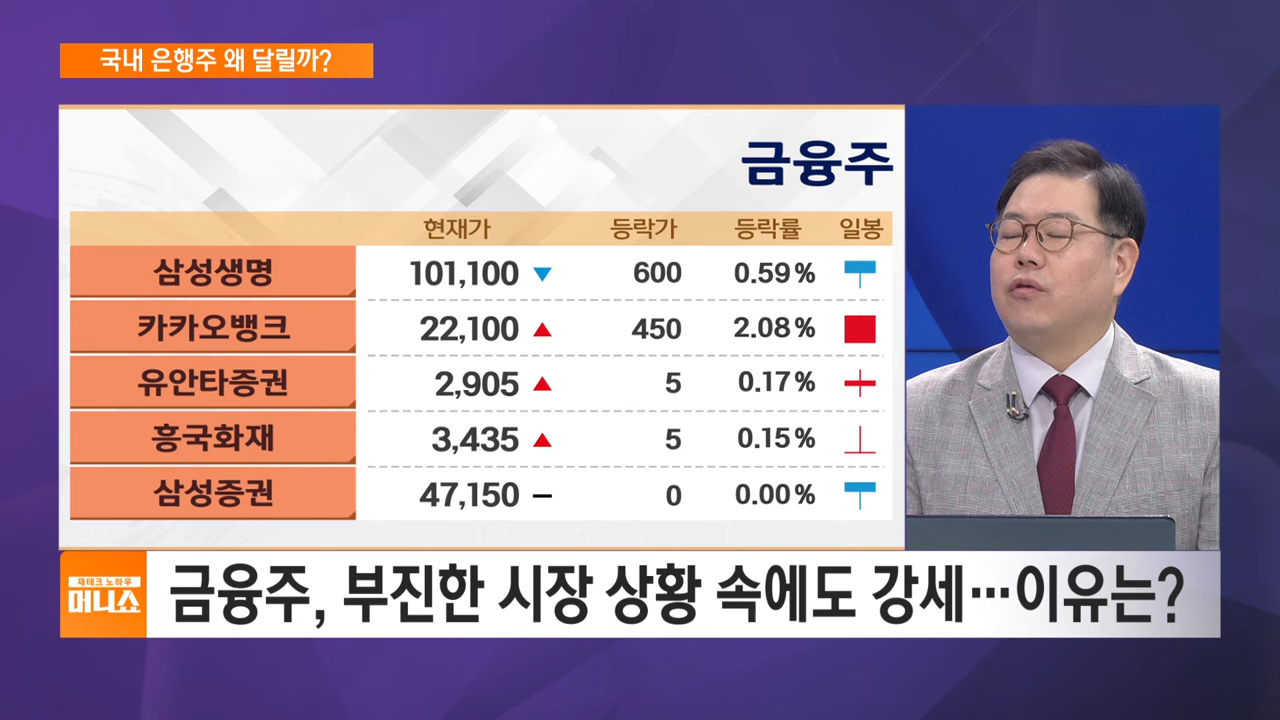 국내 은행주 왜 달릴까?
금융주
현재가 등락가 등락률 일봉
삼성생명 101,100 ▼ 600 0.59%
카카오뱅크 22,100 ▲ 450 2.08%
유안타증권 2,905 ▲ 5 0.17%
흥국화재 3,435 ▲ 5 0.15%
삼성증권 47,150 – 0 0.00%
재테크 노하우
머니쇼
금융주, 부진한 시장 상황 속에도 강세…이유는?